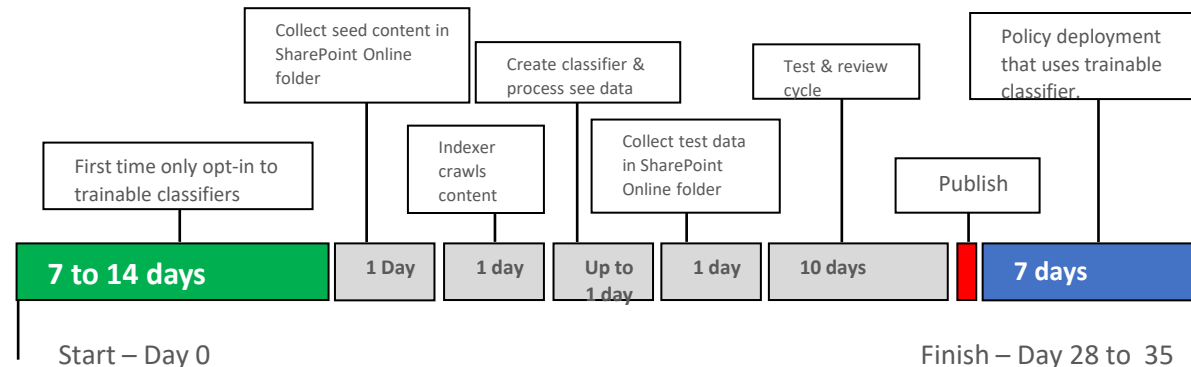 Collect seed content in
SharePoint Online
folder
Create classifier &
process see data
Test & review
cycle
Policy deployment
that uses trainable
classifier.
First time only opt-in to
trainable classifiers
Indexer
crawls
content
Collect test data
in SharePoint
Online folder
Publish
7 to 14 days
1 Day
1 day
Up to
1 day
1 day
10 days
7 days
Start – Day 0
Finish – Day 28 to 35